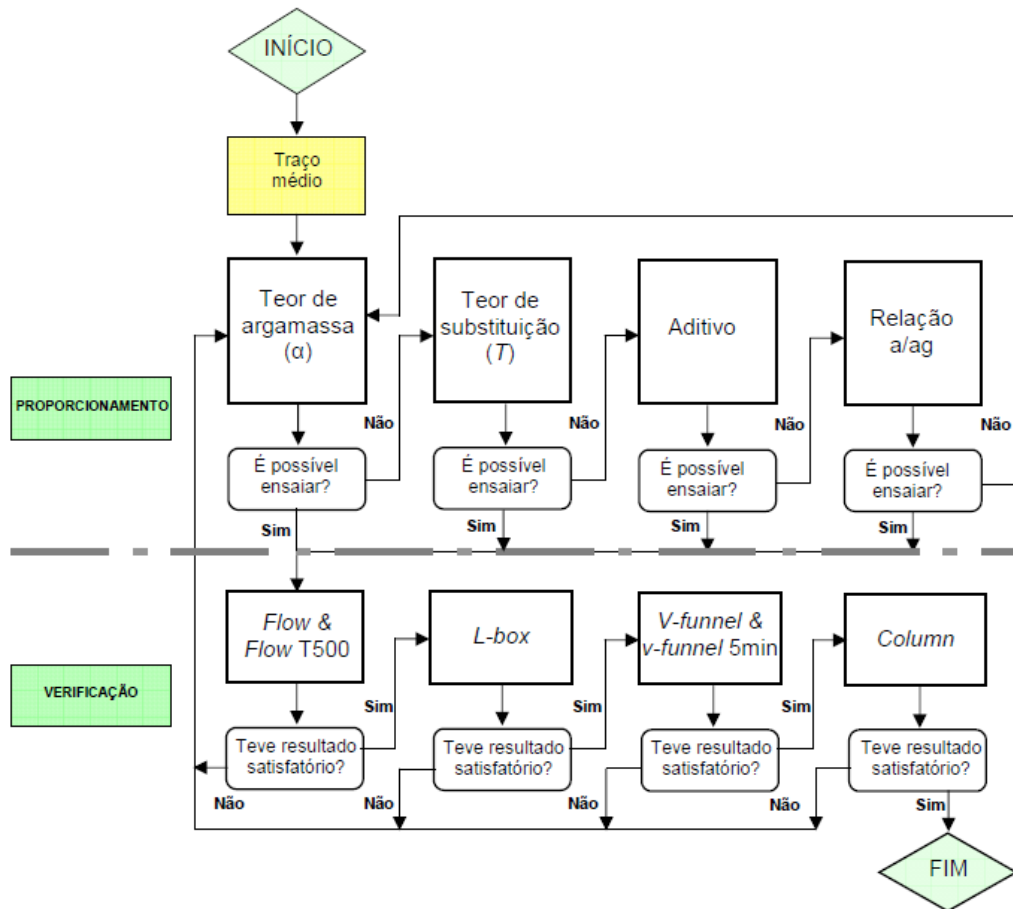 INÍCIO
Traço
médio
Teor de
argamassa
(α)
Teor de
substituição
(T)
Aditivo
Relação
a/ag
PROPORCIONAMENTO
Não
Não
Não
Não
É possível
ensaiar?
É possível
ensaiar?
É possível
ensaiar?
É possível
ensaiar?
Sim
Sim
Sim
Sim
Flow &
Flow T500
L-box
V-funnel &
v-funnel 5min
Column
VERIFICAÇÃO
Sim
Sim
Sim
Teve resultado
satisfatório?
Teve resultado
satisfatório?
Teve resultado
satisfatório?
Teve resultado
satisfatório?
Não
Não
Não
Não
Sim
FIM